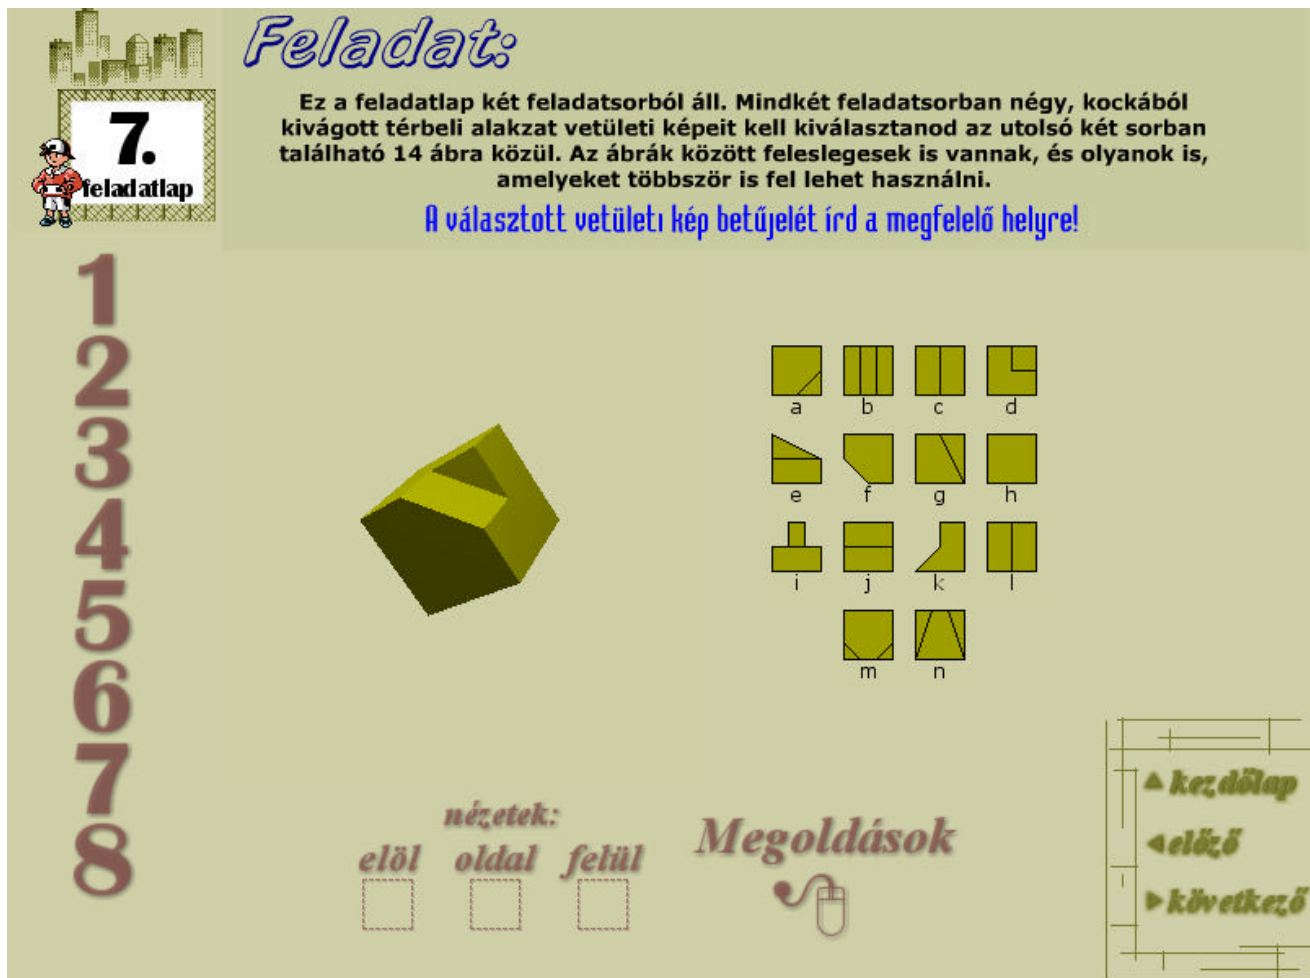 Feladat:
7.
feladatlap
Ez a feladatlap két feladatsorból áll. Mindkét feladatsorban négy, kockából
kivágott térbeli alakzat vetületi képeit kell kiválasztanod az utolsó két sorban
található 14 ábra közül. Az ábrák között feleslegesek is vannak, és olyanok is,
amelyeket többször is fel lehet használni.
A választott vetületi kép betűjelét írd a megfelelő helyre!
1
2
3
4
5
6
7
8
a b c d
e f g h
i j k l
m n
nézetek:
elöl oldal felül
Megoldások
kezdőlap
előző
következő